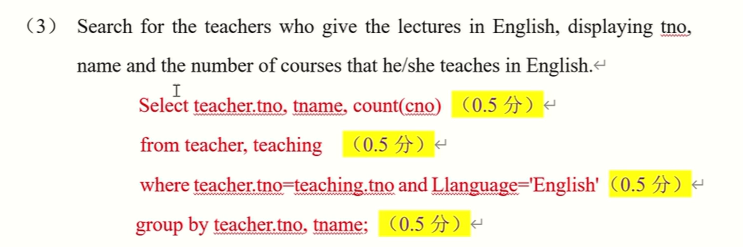 （3） Search for the teachers who give the lectures in English, displaying tno,
name and the number of courses that he/she teaches in English.↵
Select teacher.tno, tname, count(cno) （0.5 分）↵
from teacher, teaching （0.5 分）↵
where teacher.tno=teaching.tno and Llanguage='English' （0.5 分）↵
group by teacher.tno, tname; （0.5 分）↵